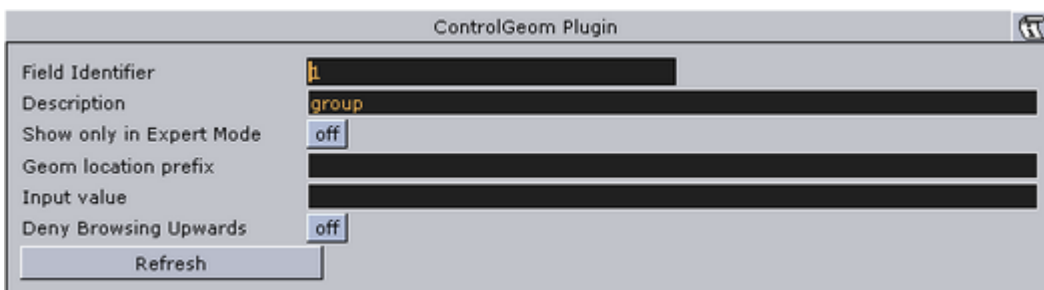 ControlGeom Plugin
Field Identifier 1
Description group
Show only in Expert Mode off
Geom location prefix
Input value
Deny Browsing Upwards off
Refresh